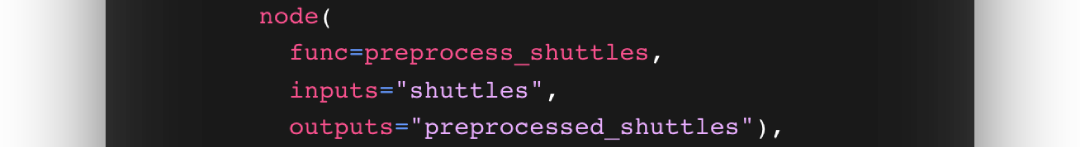 node(
func=preprocess_shuttles,
inputs="shuttles",
outputs="preprocessed_shuttles"),